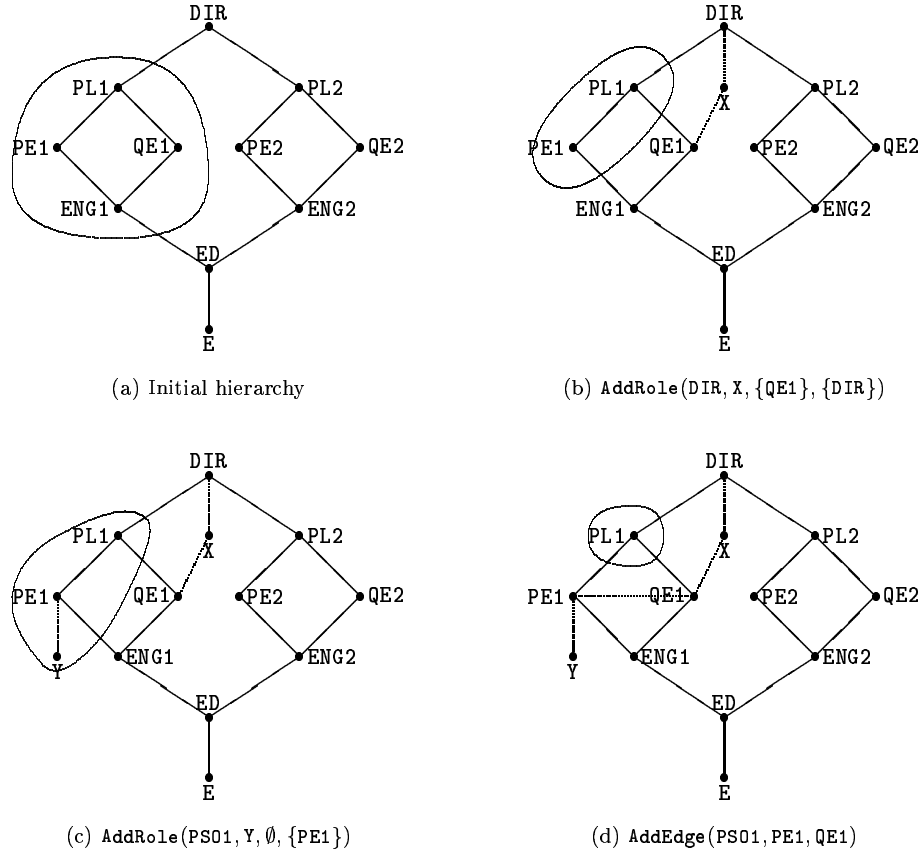 DIR
PL1 PL2
PE1 QE1 PE2 QE2
ENG1 ENG2
ED
E
(a) Initial hierarchy
DIR
PL1 X PL2
PE1 QE1 PE2 QE2
ENG1 ENG2
ED
E
(b) AddRole(DIR, X, {QE1}, {DIR})
DIR
PL1 X PL2
PE1 QE1 PE2 QE2
Y ENG1 ENG2
ED
E
(c) AddRole(PSO1, Y, ∅, {PE1})
DIR
PL1 X PL2
PE1 QE1 PE2 QE2
Y ENG1 ENG2
ED
E
(d) AddEdge(PSO1, PE1, QE1)